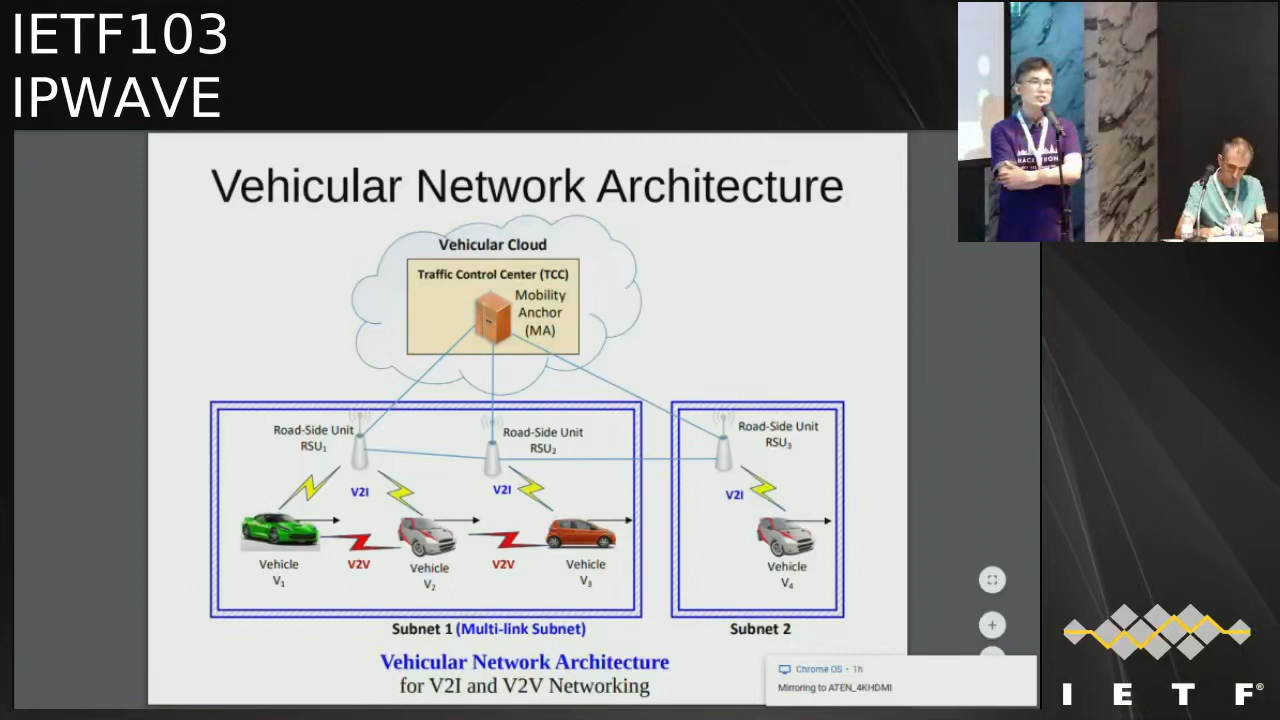 IETF103
IPWAVE
Vehicular Network Architecture
Vehicular Cloud
Traffic Control Center (TCC)
Mobility
Anchor
(MA)
Road-Side Unit
RSU1
Road-Side Unit
RSU2
Road-Side Unit
RSU3
V2I
V2I
V2I
V2V
V2V
Vehicle
V1
Vehicle
V2
Vehicle
V3
Vehicle
V4
Subnet 1 (Multi-link Subnet)
Subnet 2
Vehicular Network Architecture
for V2I and V2V Networking
Chrome OS • 1h
Mirroring to ATEN_4KHDMI
HACKATHON
I E T F®